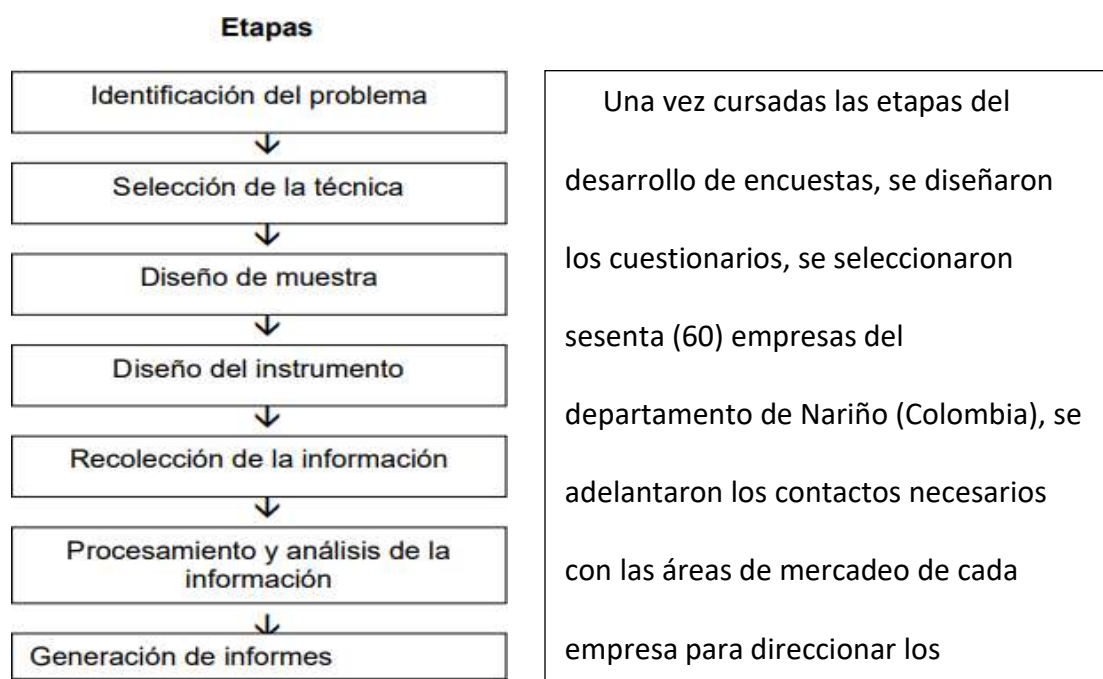 Etapas
Identificación del problema
Selección de la técnica
Diseño de muestra
Diseño del instrumento
Recolección de la información
Procesamiento y análisis de la
información
Generación de informes
Una vez cursadas las etapas del
desarrollo de encuestas, se diseñaron
los cuestionarios, se seleccionaron
sesenta (60) empresas del
departamento de Nariño (Colombia), se
adelantaron los contactos necesarios
con las áreas de mercadeo de cada
empresa para direccionar los